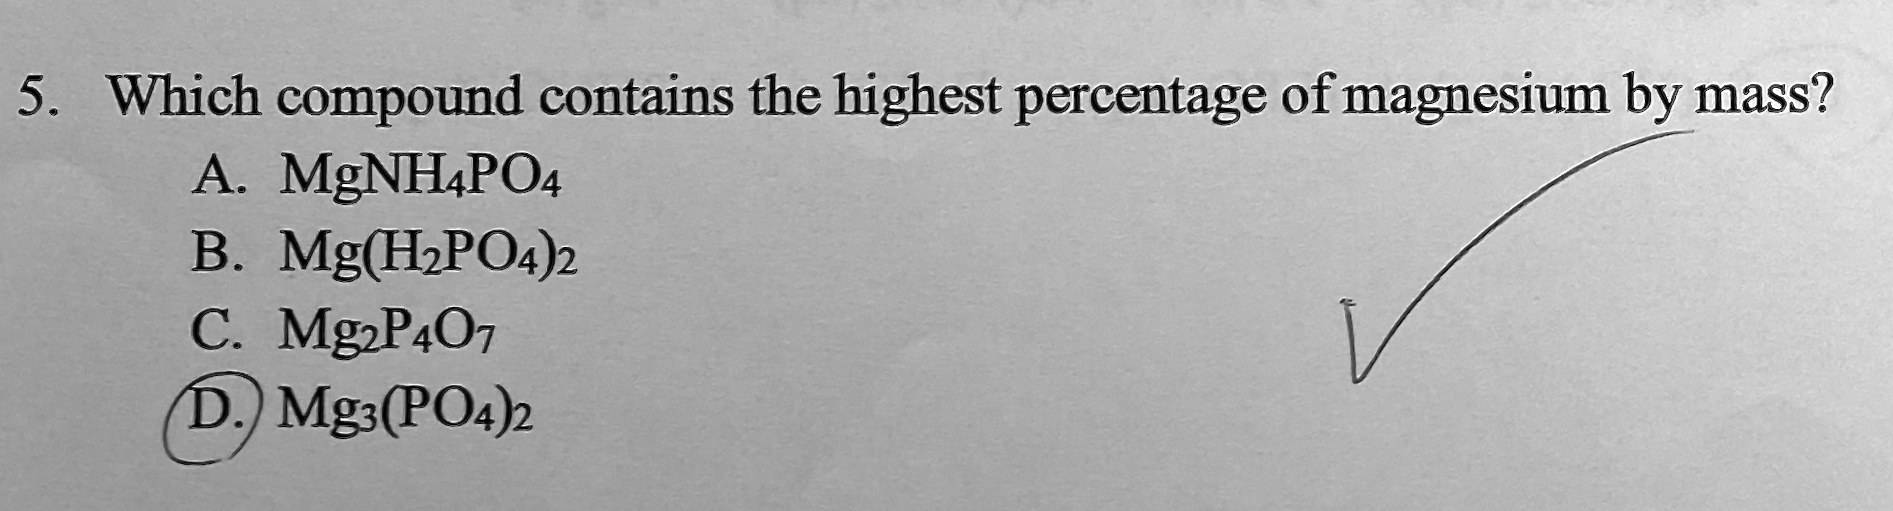 5. Which compound contains the highest percentage of magnesium by mass?
A. MgNH₄PO₄
B. Mg(H₂PO₄)₂
C. Mg₂P₄O₇
D. Mg₃(PO₄)₂